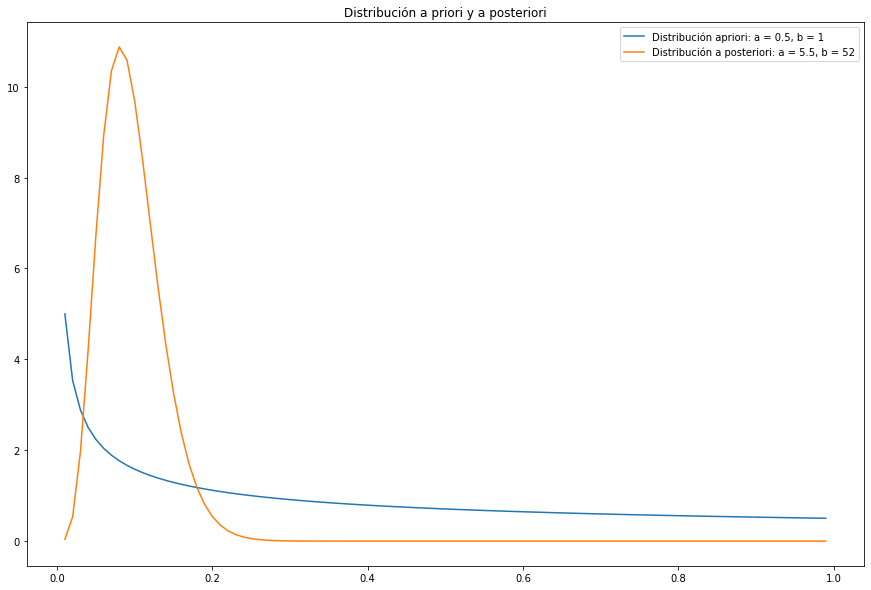 Distribución a priori y a posteriori
Distribución apriori: a = 0.5, b = 1
Distribución a posteriori: a = 5.5, b = 52
10
8
6
4
2
0
0.0 0.2 0.4 0.6 0.8 1.0